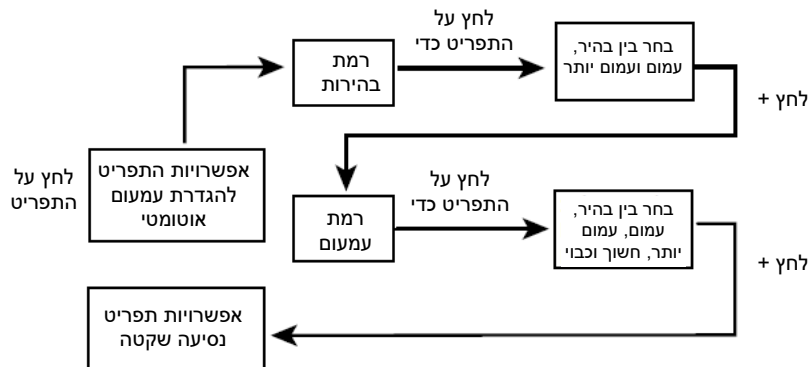 לחץ על
התפריט
אפשרויות התפריט
להגדרת עמעום
אוטומטי
רמת
בהירות
לחץ על
התפריט כדי
בחר בין בהיר,
עמום ועמום יותר
לחץ +
רמת
עמעום
לחץ על
התפריט כדי
בחר בין בהיר,
עמום, עמום
יותר, חשוך וכבוי
לחץ +
אפשרויות תפריט
נסיעה שקטה